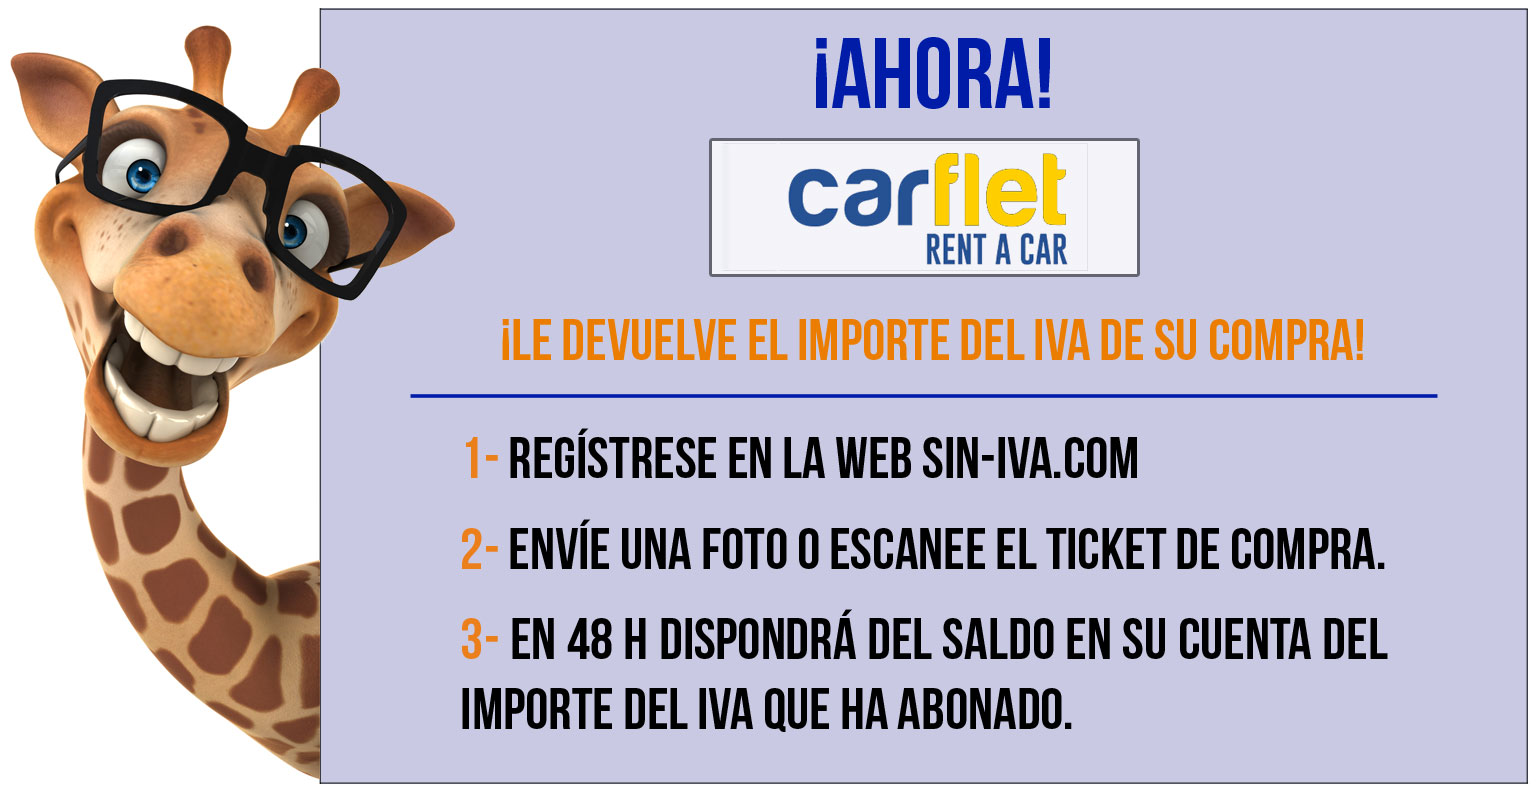 ¡AHORA!
carflet
RENT A CAR
¡LE DEVUELVE EL IMPORTE DEL IVA DE SU COMPRA!
1- REGÍSTRESE EN LA WEB SIN-IVA.COM
2- ENVÍE UNA FOTO O ESCANEE EL TICKET DE COMPRA.
3- EN 48 H DISPONDRÁ DEL SALDO EN SU CUENTA DEL
IMPORTE DEL IVA QUE HA ABONADO.